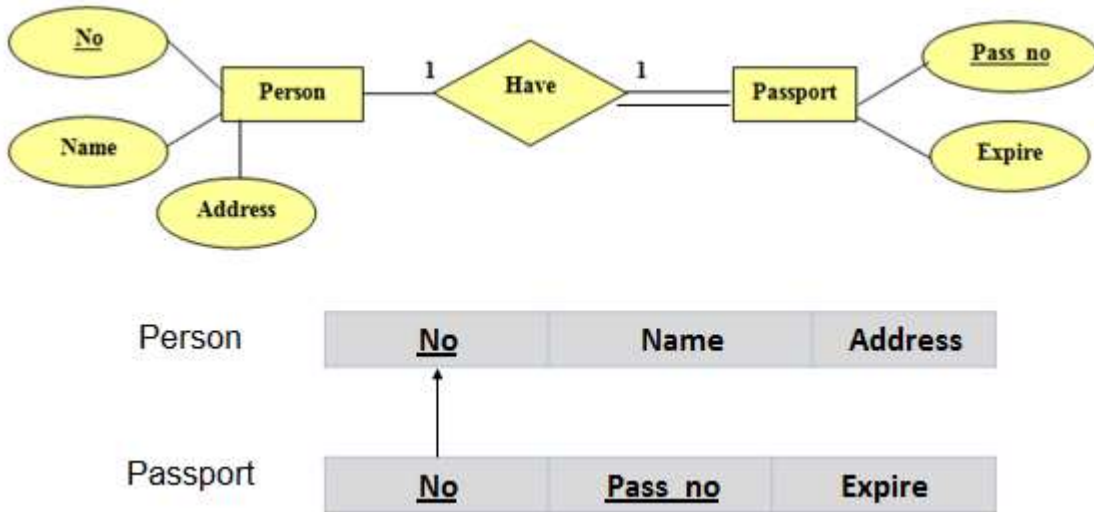 No
Name
Address
Person
1
Have
1
Passport
Pass_no
Expire
Person
No
Name
Address
Passport
No
Pass_no
Expire